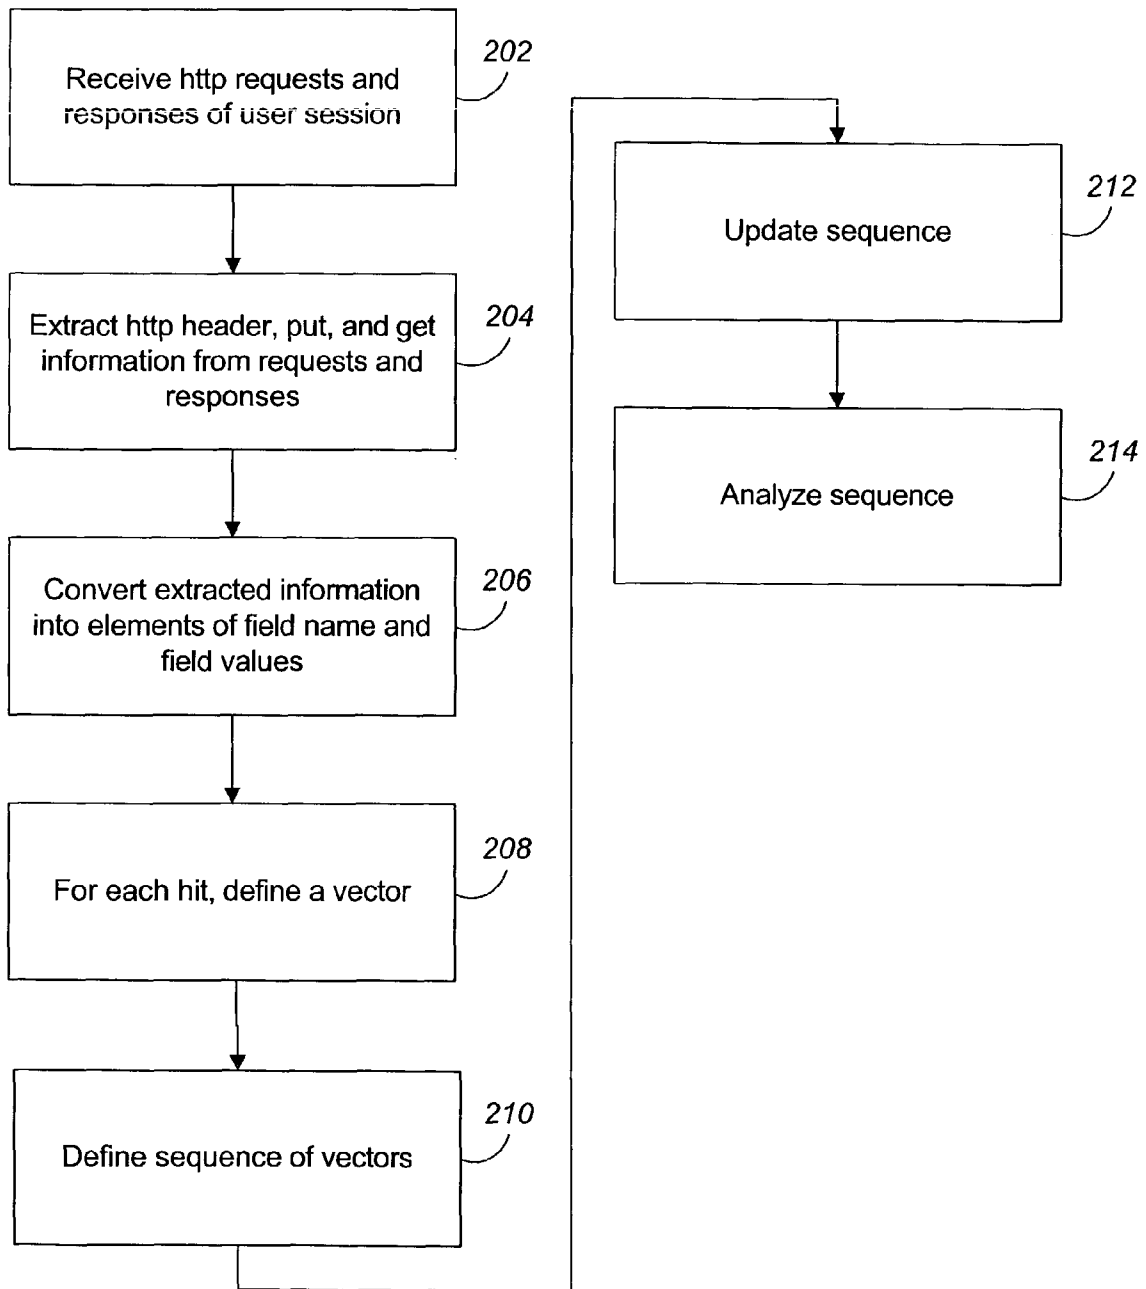 Receive http requests and
responses of user session
202
Extract http header, put, and get
information from requests and
responses
204
Convert extracted information
into elements of field name and
field values
206
For each hit, define a vector
208
Define sequence of vectors
210
Update sequence
212
Analyze sequence
214